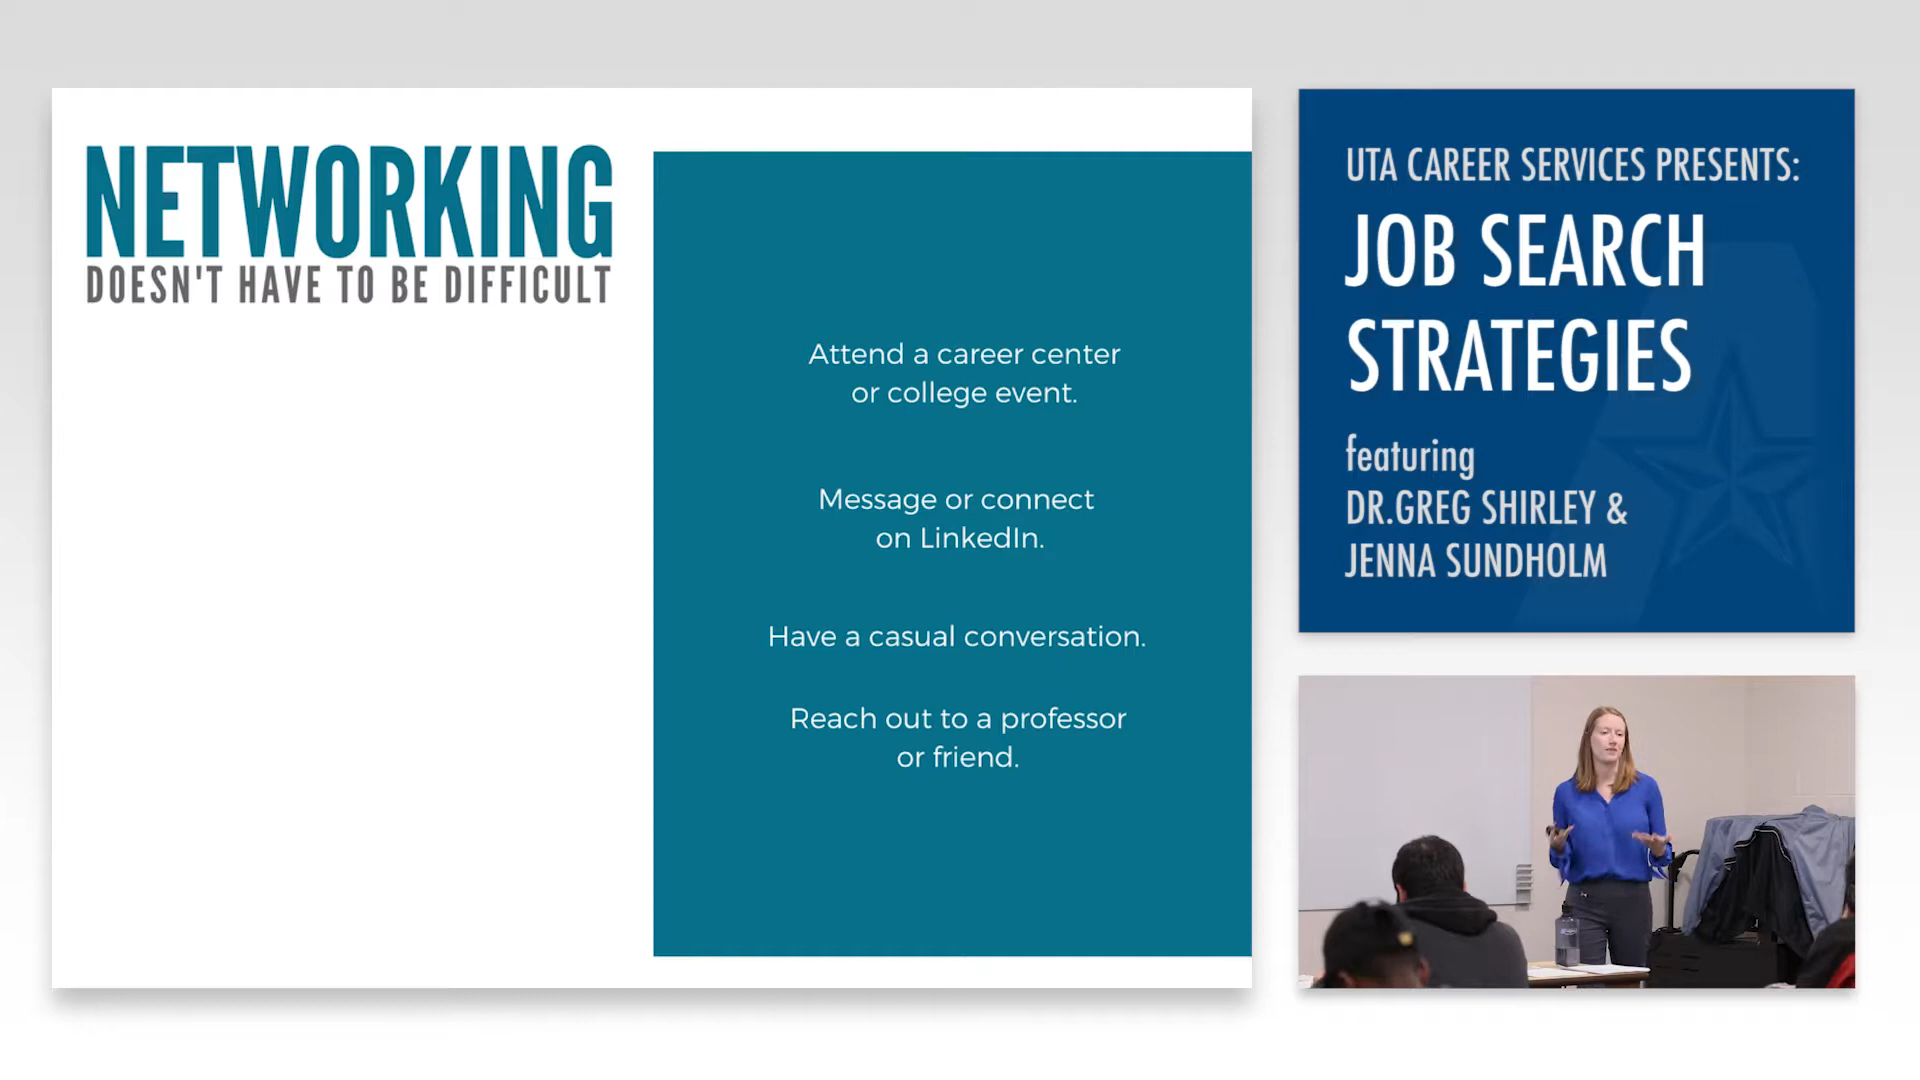 NETWORKING
DOESN'T HAVE TO BE DIFFICULT
Attend a career center
or college event.
Message or connect
on LinkedIn.
Have a casual conversation.
Reach out to a professor
or friend.
UTA CAREER SERVICES PRESENTS:
JOB SEARCH
STRATEGIES
featuring
DR.GREG SHIRLEY &
JENNA SUNDHOLM